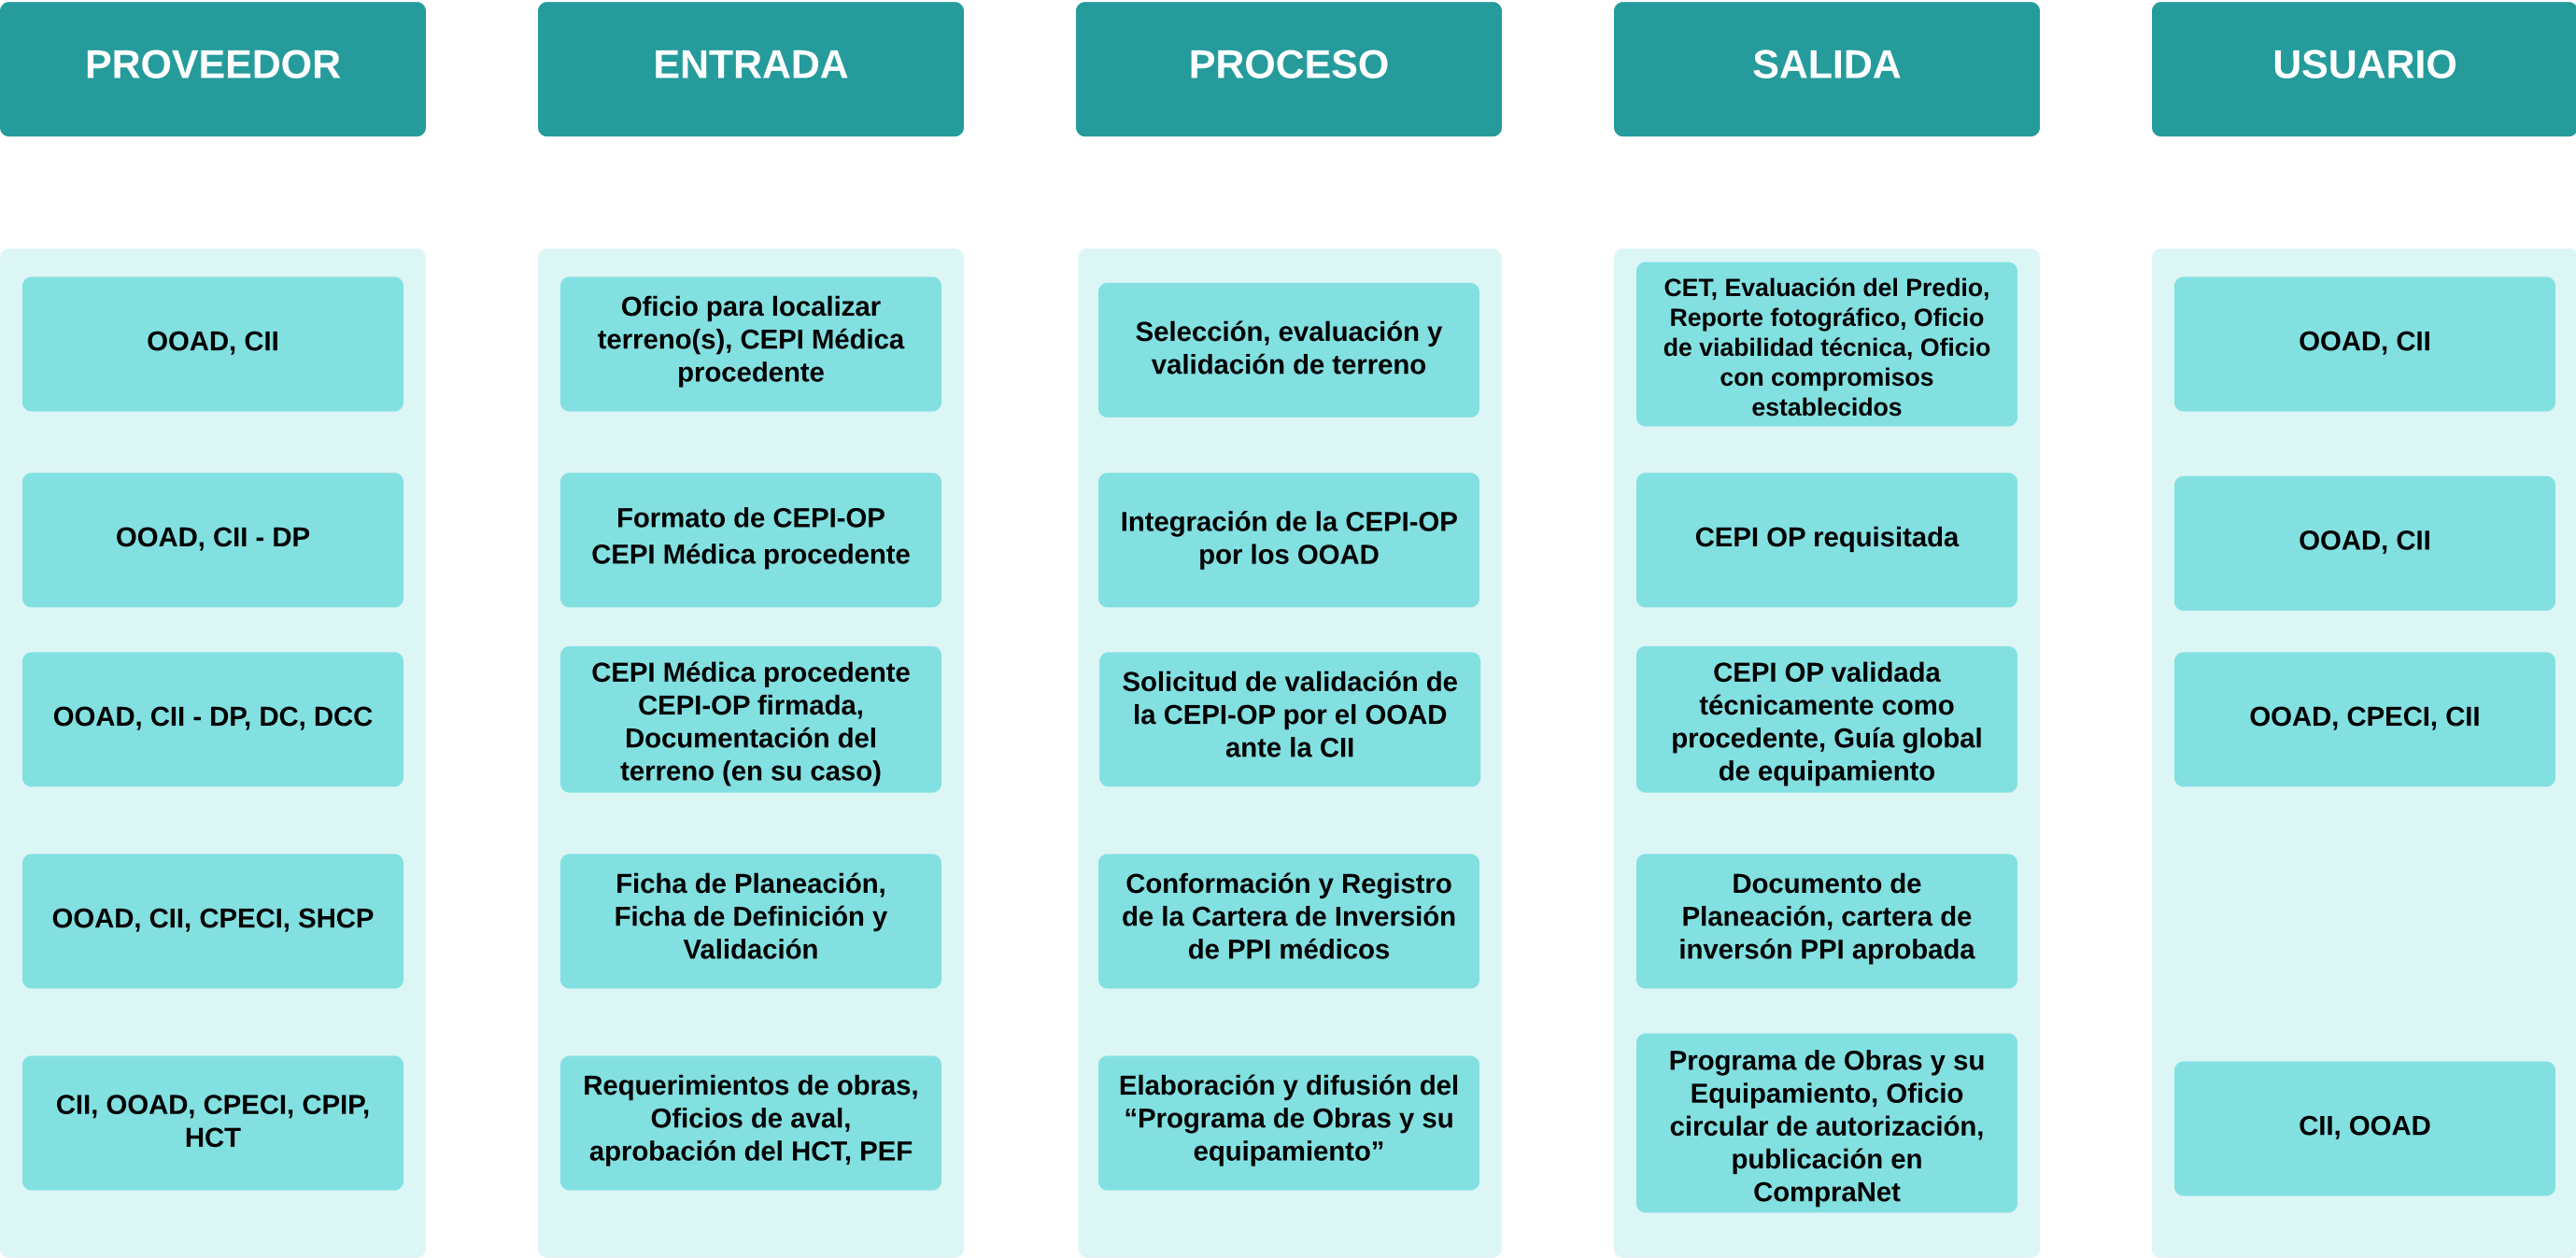 PROVEEDOR
ENTRADA
PROCESO
SALIDA
USUARIO
OOAD, CII
Oficio para localizar
terreno(s), CEPI Médica
procedente
Selección, evaluación y
validación de terreno
CET, Evaluación del Predio,
Reporte fotográfico, Oficio
de viabilidad técnica, Oficio
con compromisos
establecidos
OOAD, CII
OOAD, CII - DP
Formato de CEPI-OP
CEPI Médica procedente
Integración de la CEPI-OP
por los OOAD
CEPI OP requisitada
OOAD, CII
OOAD, CII - DP, DC, DCC
CEPI Médica procedente
CEPI-OP firmada,
Documentación del
terreno (en su caso)
Solicitud de validación de
la CEPI-OP por el OOAD
ante la CII
CEPI OP validada
técnicamente como
procedente, Guía global
de equipamiento
OOAD, CPECI, CII
OOAD, CII, CPECI, SHCP
Ficha de Planeación,
Ficha de Definición y
Validación
Conformación y Registro
de la Cartera de Inversión
de PPI médicos
Documento de
Planeación, cartera de
inversón PPI aprobada
CII, OOAD, CPECI, CPIP,
HCT
Requerimientos de obras,
Oficios de aval,
aprobación del HCT, PEF
Elaboración y difusión del
“Programa de Obras y su
equipamiento”
Programa de Obras y su
Equipamiento, Oficio
circular de autorización,
publicación en
CompraNet
CII, OOAD